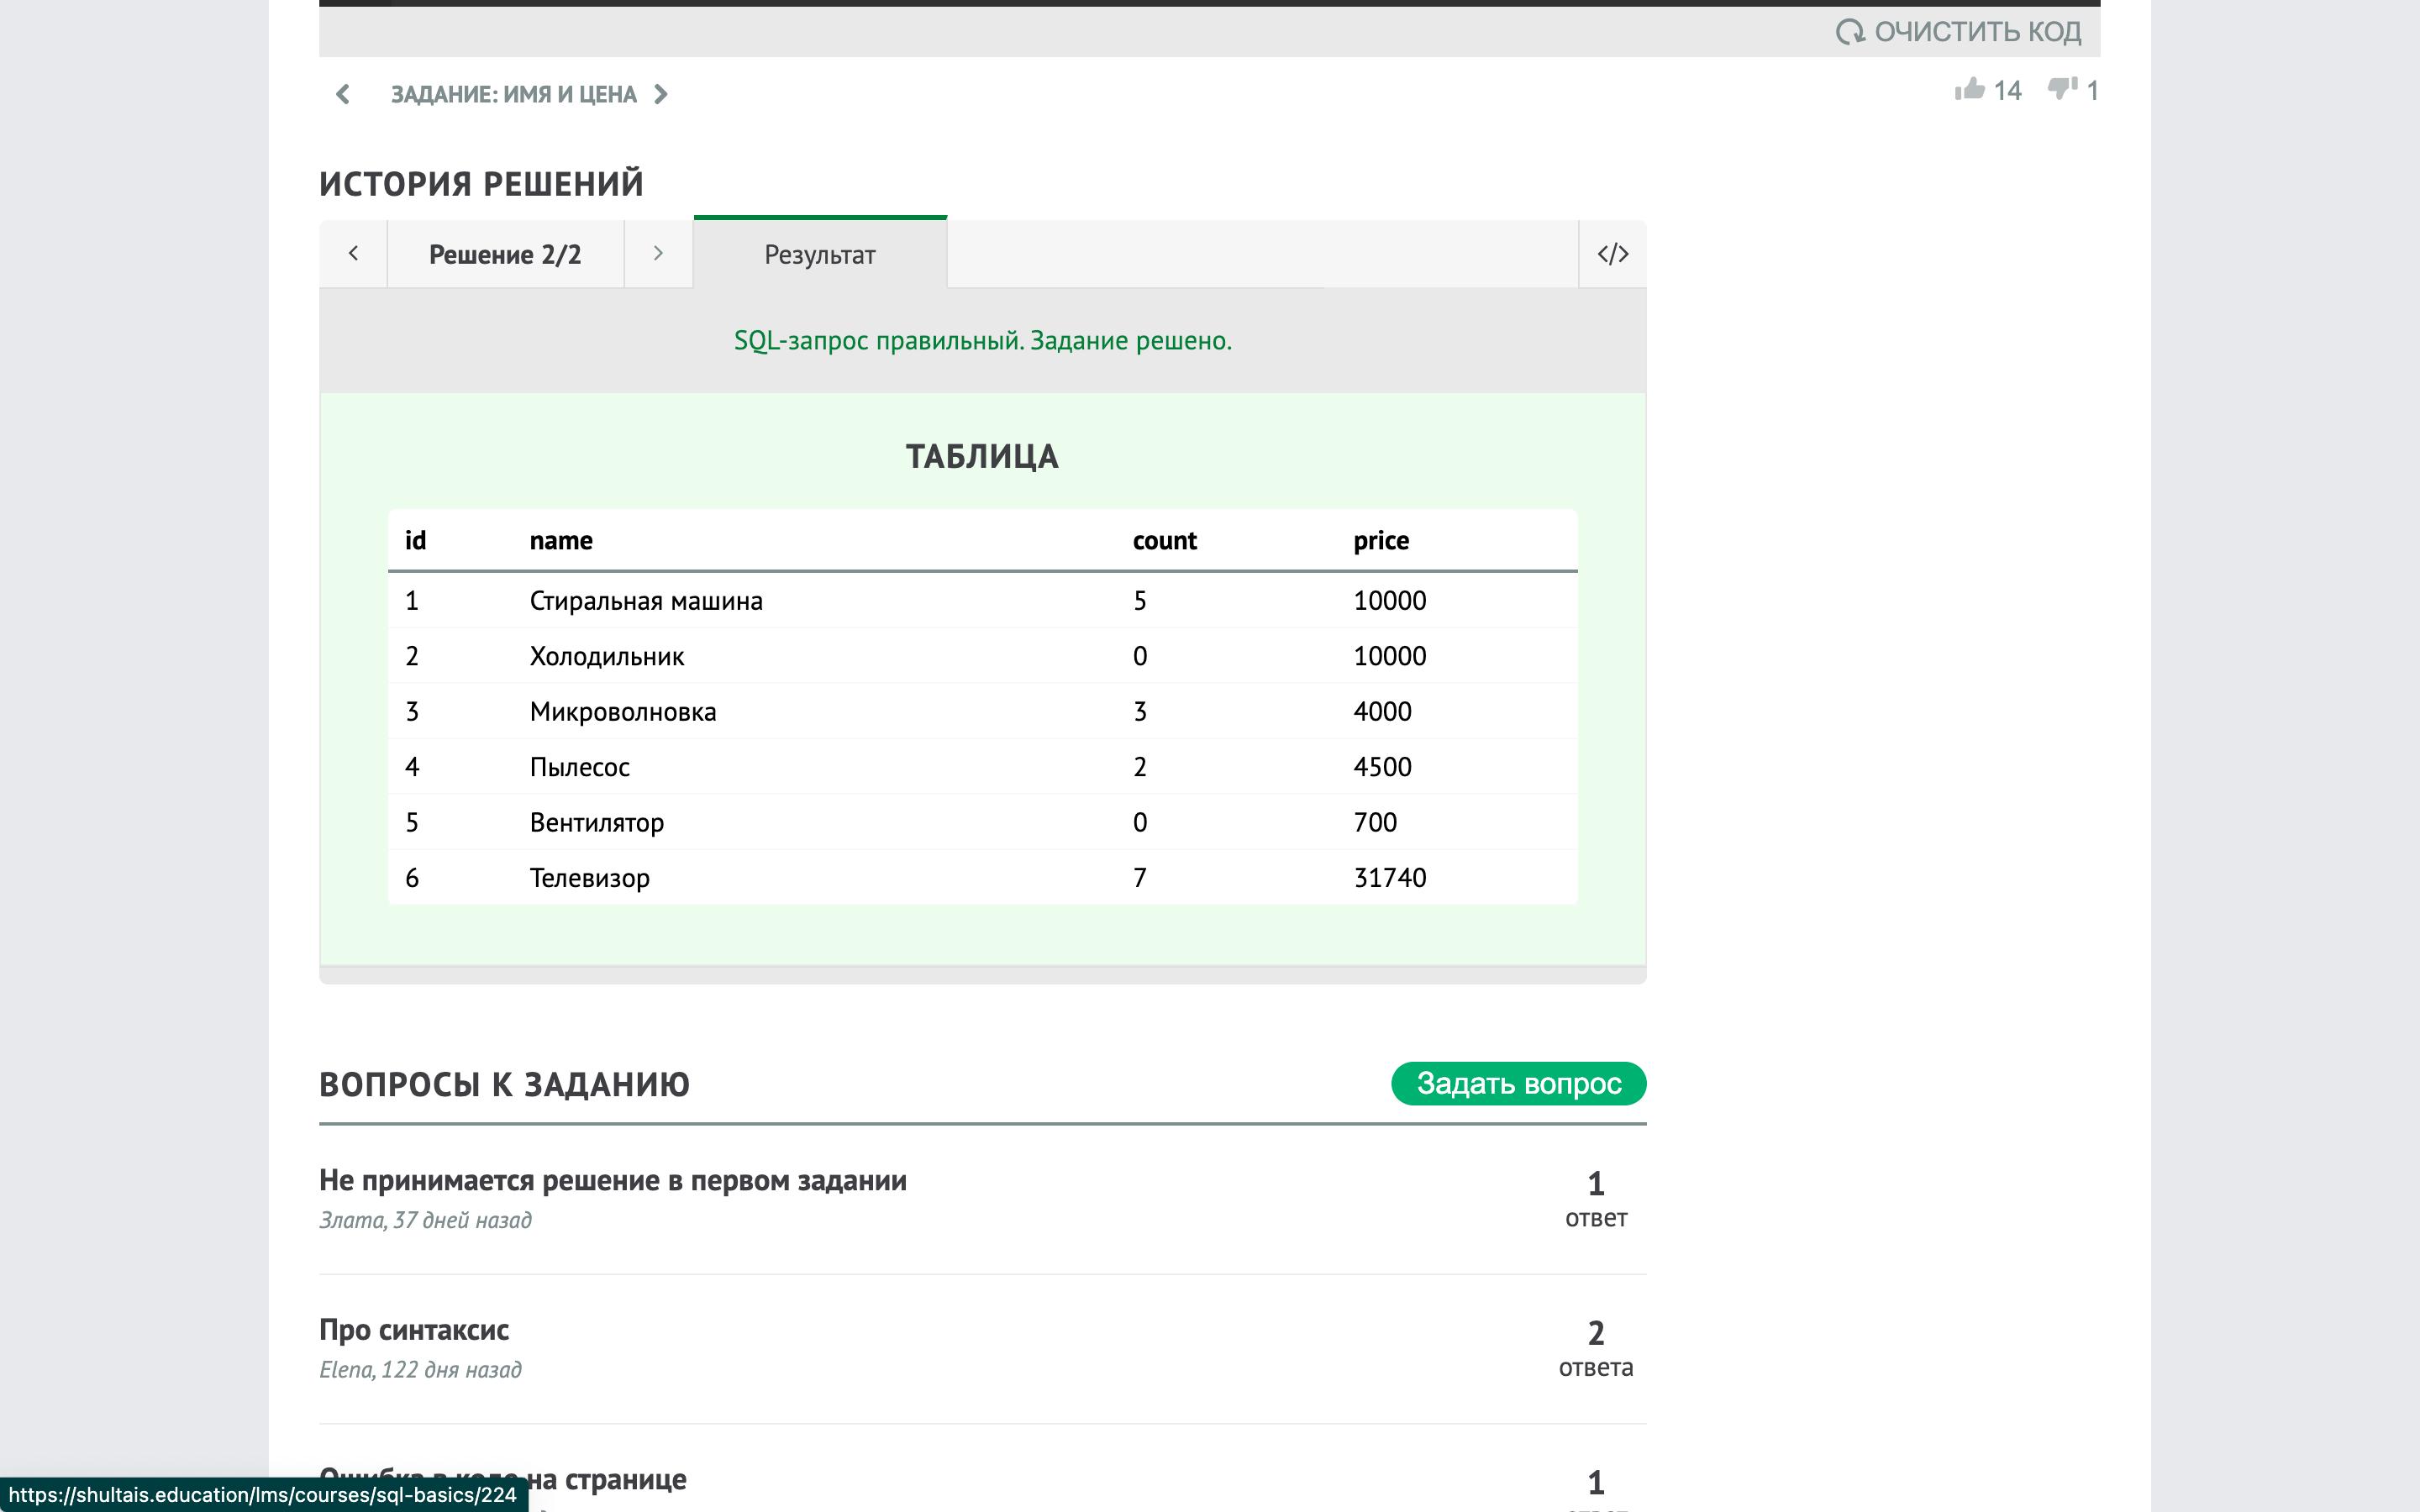 ОЧИСТИТЬ КОД
ЗАДАНИЕ: ИМЯ И ЦЕНА
14 1
ИСТОРИЯ РЕШЕНИЙ
Решение 2/2 Результат </>
SQL-запрос правильный. Задание решено.
ТАБЛИЦА
id name count price
1 Стиральная машина 5 10000
2 Холодильник 0 10000
3 Микроволновка 3 4000
4 Пылесос 2 4500
5 Вентилятор 0 700
6 Телевизор 7 31740
ВОПРОСЫ К ЗАДАНИЮ Задать вопрос
Не принимается решение в первом задании 1
Злата, 37 дней назад ответ
Про синтаксис 2
Elena, 122 дня назад ответа
на странице 1
https://shultais.education/lms/courses/sql-basics/224